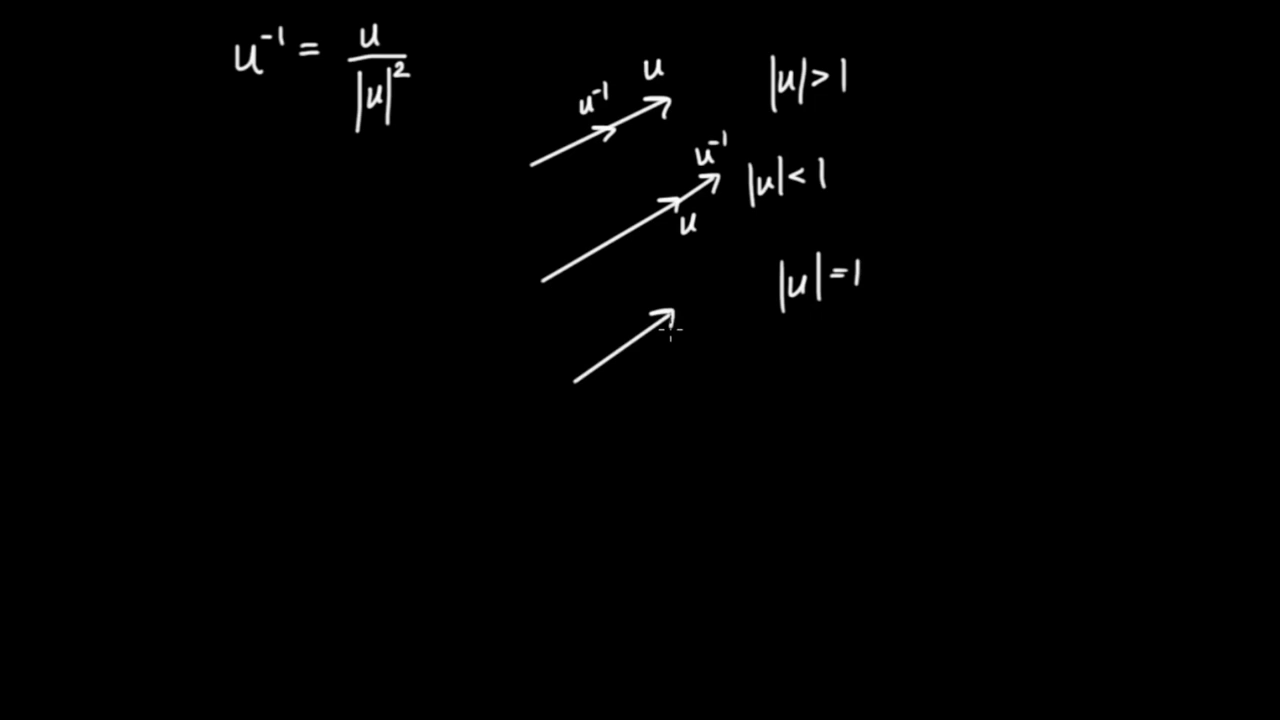 u⁻¹ = u / |u|²
u⁻¹ u |u| > 1
u⁻¹ u |u| < 1
|u| = 1